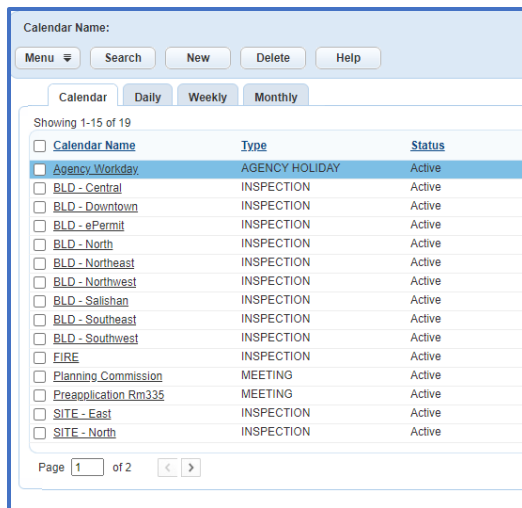 Calendar Name:
Menu Search New Delete Help
Calendar Daily Weekly Monthly
Showing 1-15 of 19
Calendar Name Type Status
Agency Workday AGENCY HOLIDAY Active
BLD - Central INSPECTION Active
BLD - Downtown INSPECTION Active
BLD - ePermit INSPECTION Active
BLD - North INSPECTION Active
BLD - Northeast INSPECTION Active
BLD - Northwest INSPECTION Active
BLD - Salishan INSPECTION Active
BLD - Southeast INSPECTION Active
BLD - Southwest INSPECTION Active
FIRE INSPECTION Active
Planning Commission MEETING Active
Preapplication Rm335 MEETING Active
SITE - East INSPECTION Active
SITE - North INSPECTION Active
Page 1 of 2 < >